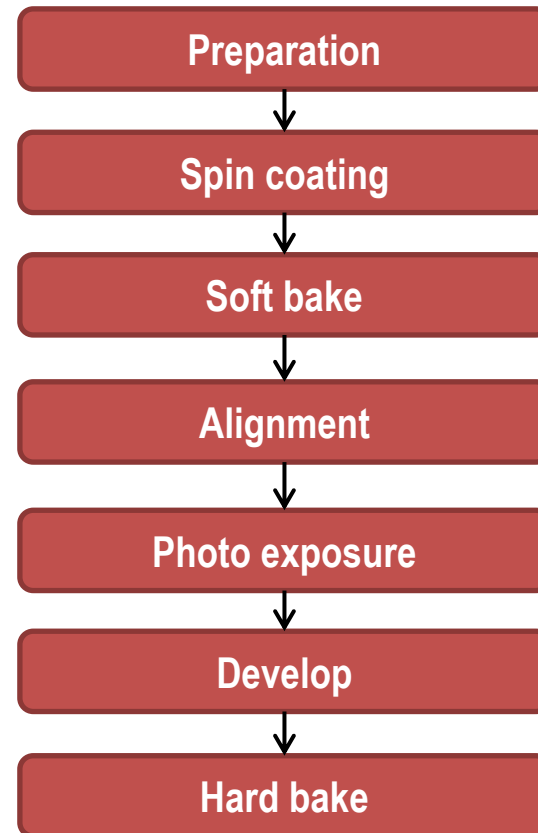 Preparation
Spin coating
Soft bake
Alignment
Photo exposure
Develop
Hard bake